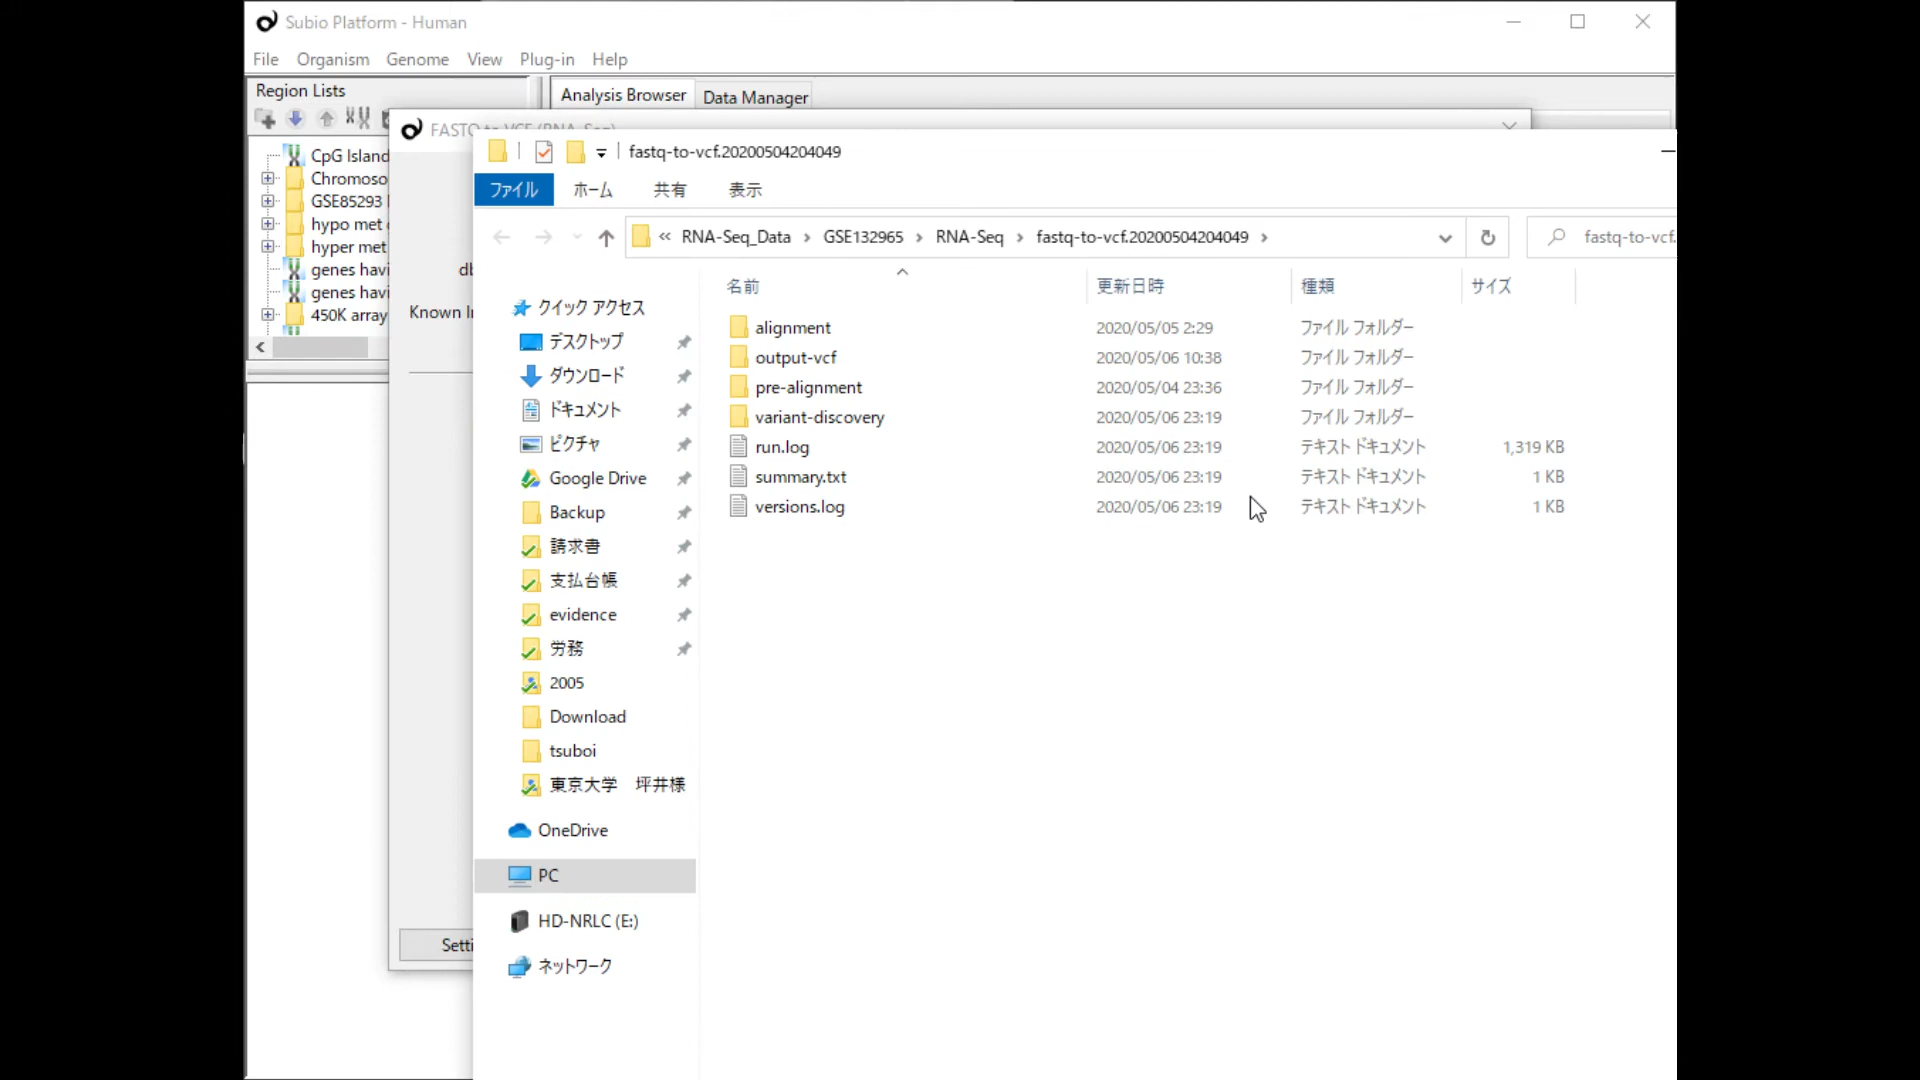 Subio Platform - Human
File Organism Genome View Plug-in Help
Region Lists
Analysis Browser Data Manager
CpG Island
Chromoso
GSE85293
hypo met
hyper met
genes havi
genes havi
450K array
FASTQ to VCF (RNA-Seq)
db
Known In
Setti
fastq-to-vcf.20200504204049
ファイル ホーム 共有 表示
« RNA-Seq_Data › GSE132965 › RNA-Seq › fastq-to-vcf.20200504204049 ›
fastq-to-vcf.
名前 更新日時 種類 サイズ
alignment 2020/05/05 2:29 ファイル フォルダー
output-vcf 2020/05/06 10:38 ファイル フォルダー
pre-alignment 2020/05/04 23:36 ファイル フォルダー
variant-discovery 2020/05/06 23:19 ファイル フォルダー
run.log 2020/05/06 23:19 テキスト ドキュメント 1,319 KB
summary.txt 2020/05/06 23:19 テキスト ドキュメント 1 KB
versions.log 2020/05/06 23:19 テキスト ドキュメント 1 KB
クイック アクセス
デスクトップ
ダウンロード
ドキュメント
ピクチャ
Google Drive
Backup
請求書
支払台帳
evidence
労務
2005
Download
tsuboi
東京大学 坪井様
OneDrive
PC
HD-NRLC (E:)
ネットワーク